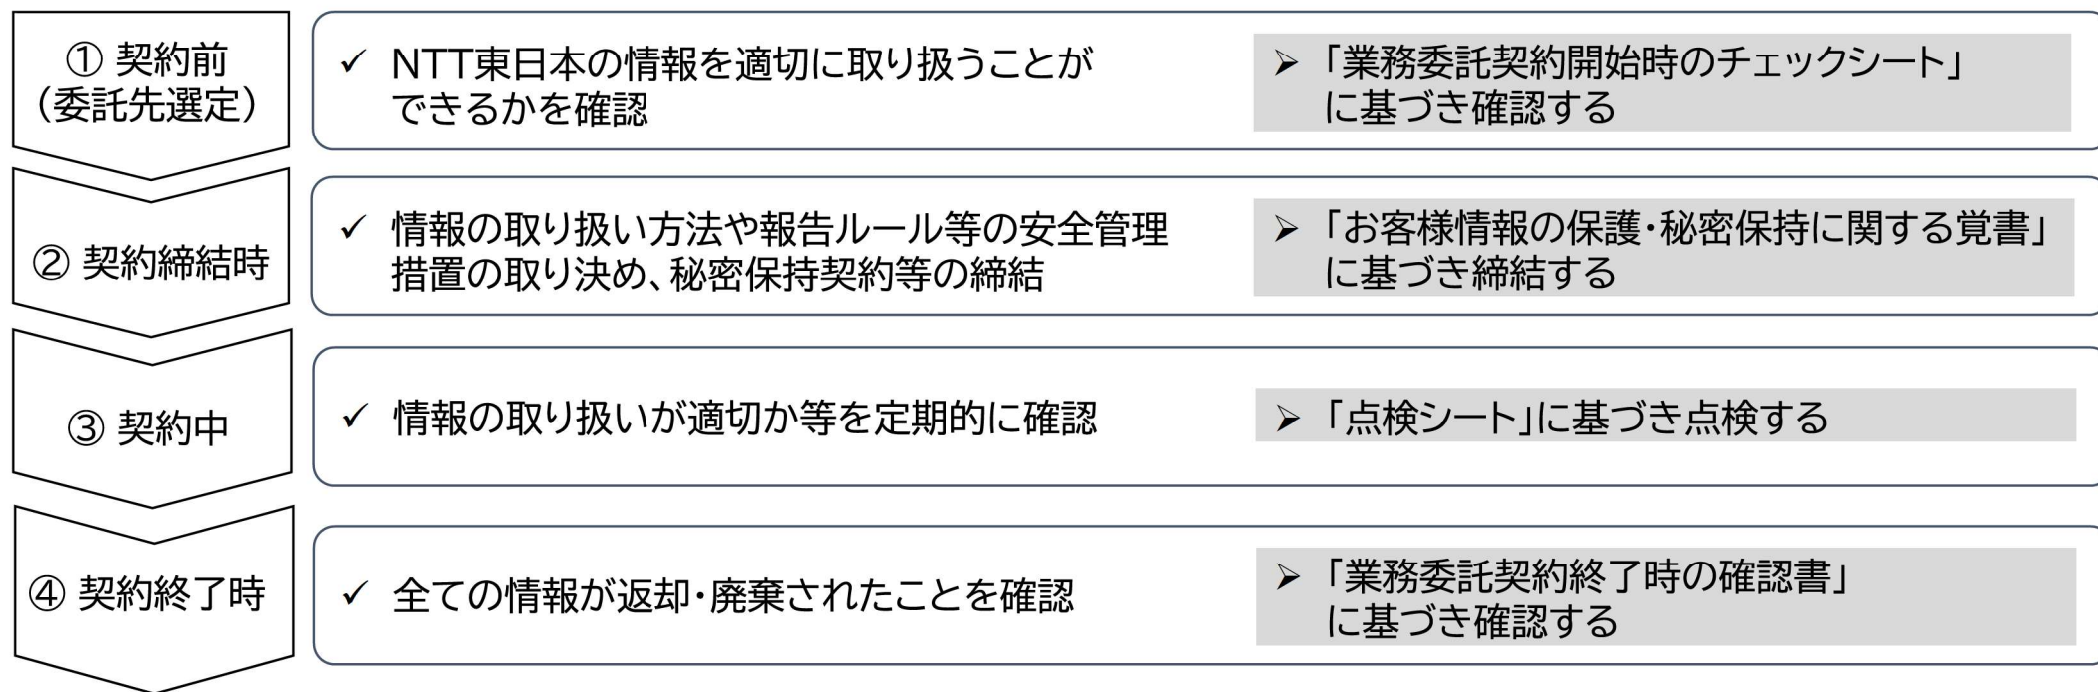 ① 契約前
（委託先選定）
✓ NTT東日本の情報を適切に取り扱うことが
できるかを確認
➢ 「業務委託契約開始時のチェックシート」
に基づき確認する
② 契約締結時
✓ 情報の取り扱い方法や報告ルール等の安全管理
措置の取り決め、秘密保持契約等の締結
➢ 「お客様情報の保護・秘密保持に関する覚書」
に基づき締結する
③ 契約中
✓ 情報の取り扱いが適切か等を定期的に確認
➢ 「点検シート」に基づき点検する
④ 契約終了時
✓ 全ての情報が返却・廃棄されたことを確認
➢ 「業務委託契約終了時の確認書」
に基づき確認する